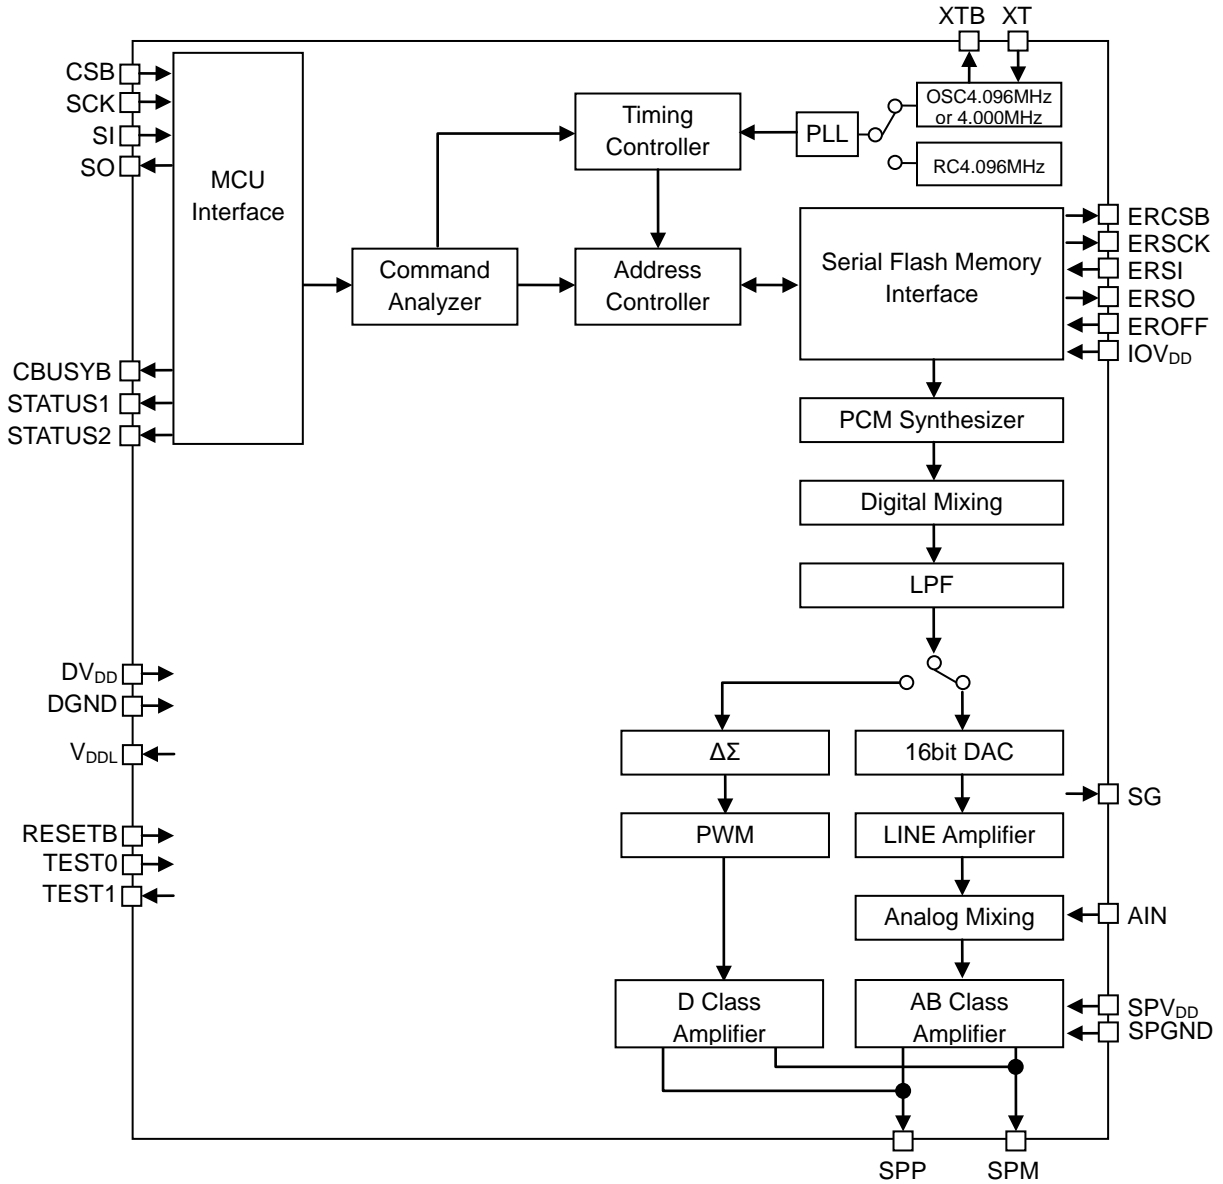 XTB XT
CSB
SCK
SI
SO
MCU
Interface
Timing
Controller
PLL
OSC4.096MHz
or 4.000MHz
RC4.096MHz
Command
Analyzer
Address
Controller
Serial Flash Memory
Interface
ERCSB
ERSCK
ERSI
ERSO
EROFF
IOVDD
CBUSYB
STATUS1
STATUS2
PCM Synthesizer
Digital Mixing
LPF
DVDD
DGND
VDDL
RESETB
TEST0
TEST1
ΔΣ
16bit DAC
SG
PWM
LINE Amplifier
Analog Mixing
AIN
D Class
Amplifier
AB Class
Amplifier
SPVDD
SPGND
SPP SPM